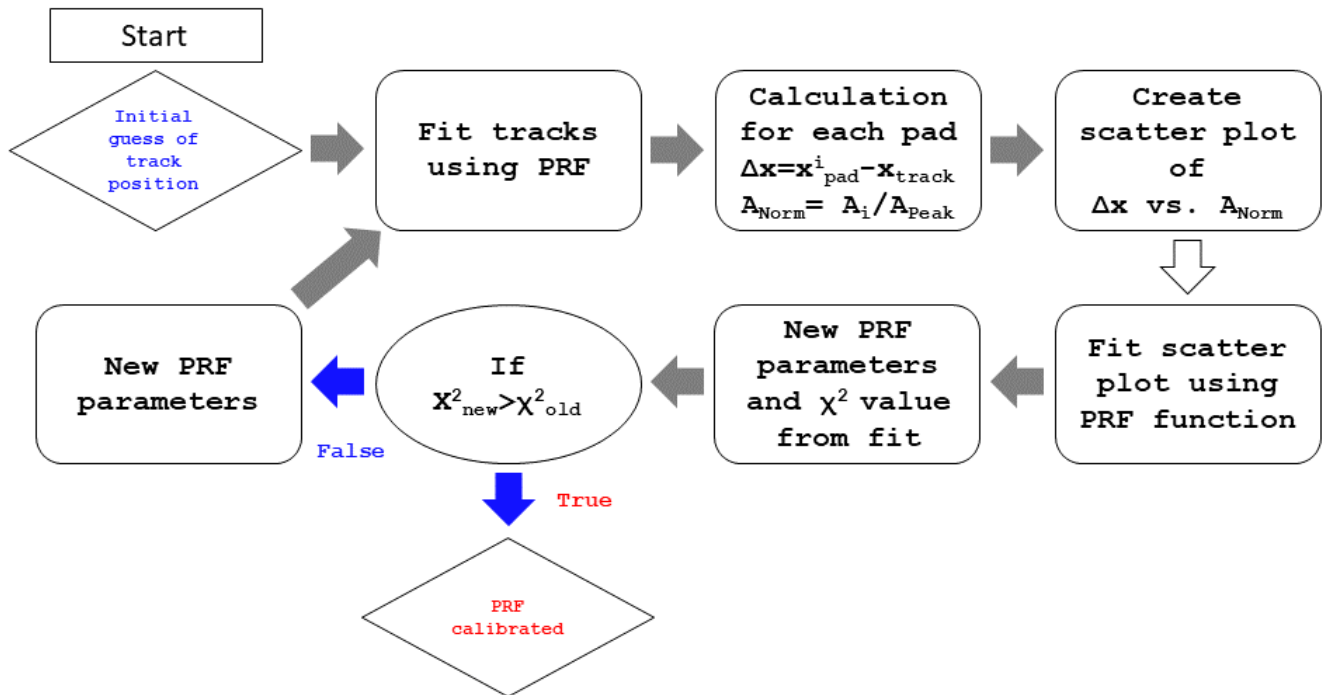 Start
Initial
guess of
track
position
Fit tracks
using PRF
Calculation
for each pad
Δx=xⁱpad-xtrack
ANorm= Ai/APeak
Create
scatter plot
of
Δx vs. ANorm
Fit scatter
plot using
PRF function
New PRF
parameters
and χ² value
from fit
If
X²new>χ²old
False
True
New PRF
parameters
PRF
calibrated